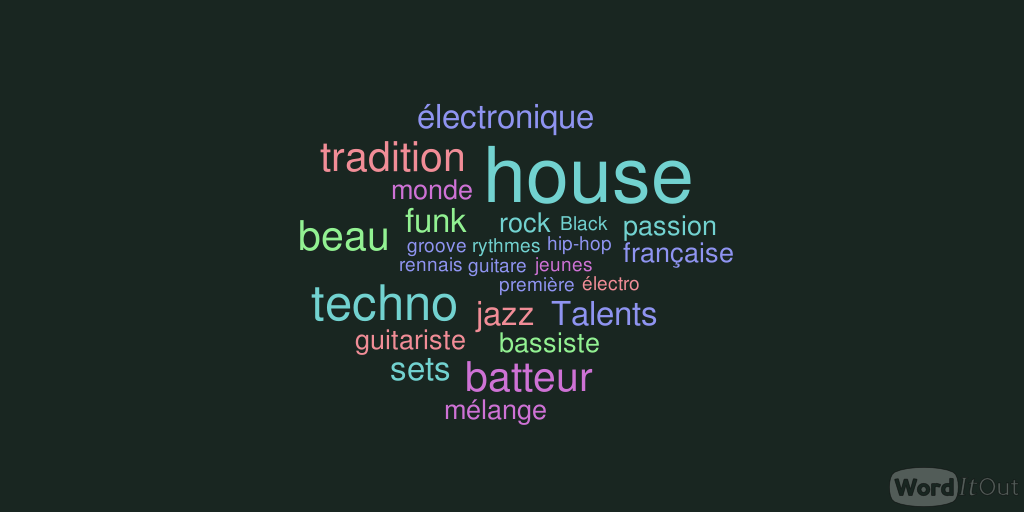 électronique
tradition
monde
house
beau
funk
rock
Black
passion
groove
rythmes
hip-hop
française
rennais
guitare
jeunes
première
électro
techno
jazz
Talents
guitariste
bassiste
sets
batteur
mélange
WordItOut